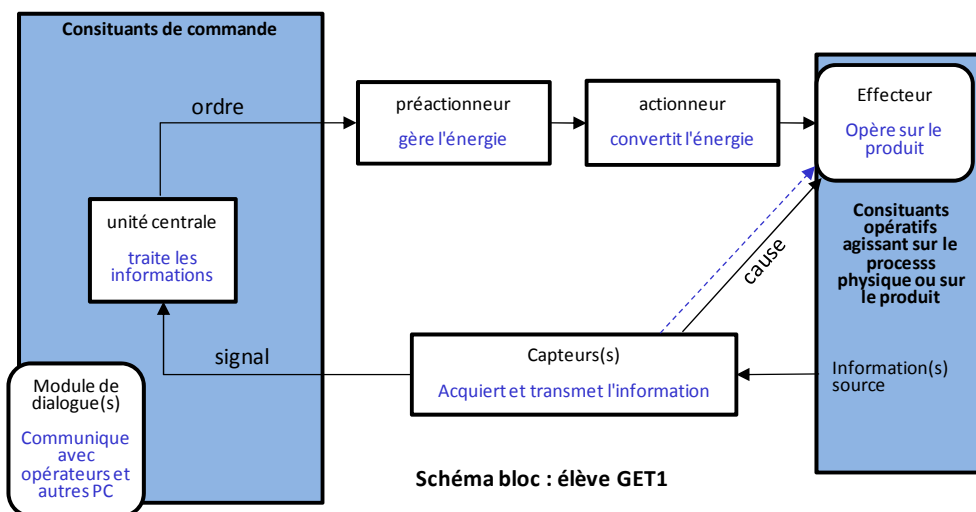 Consituants de commande
ordre
unité centrale
traite les
informations
signal
Module de
dialogue(s)
Communique
avec
opérateurs et
autres PC
préactionneur
gère l'énergie
actionneur
convertit l'énergie
Effecteur
Opère sur le
produit
Consituants
opératifs
agissant sur le
processs
physique ou sur
le produit
cause
Capteurs(s)
Acquiert et transmet l'information
Information(s)
source
Schéma bloc : élève GET1